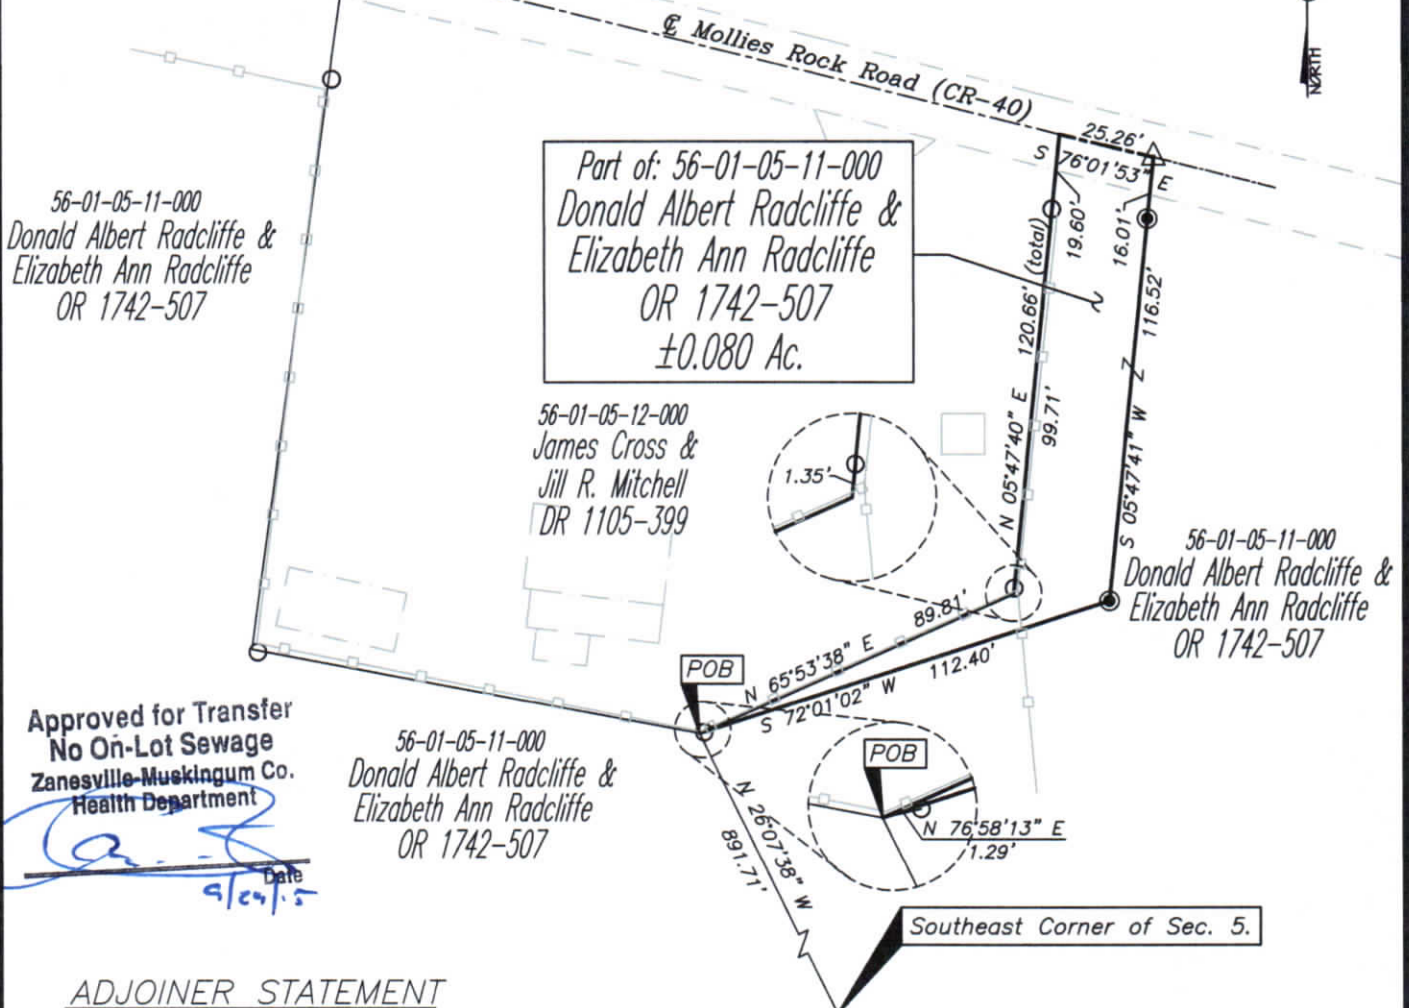 ℄ Mollies Rock Road (CR-40)
NORTH
25.26'
S 76°01'53" E
19.60'
16.01'
120.66' (total)
N 05°47'40" E
99.71'
116.52'
S 05°47'41" W
Part of: 56-01-05-11-000
Donald Albert Radcliffe &
Elizabeth Ann Radcliffe
OR 1742-507
±0.080 Ac.
56-01-05-11-000
Donald Albert Radcliffe &
Elizabeth Ann Radcliffe
OR 1742-507
56-01-05-12-000
James Cross &
Jill R. Mitchell
DR 1105-399
1.35'
56-01-05-11-000
Donald Albert Radcliffe &
Elizabeth Ann Radcliffe
OR 1742-507
89.81'
N 65°53'38" E
112.40'
S 72°01'02" W
POB
POB
N 76°58'13" E
1.29'
N 26°07'38" W
891.71'
Approved for Transfer
No On-Lot Sewage
Zanesville-Muskingum Co.
Health Department
Date
56-01-05-11-000
Donald Albert Radcliffe &
Elizabeth Ann Radcliffe
OR 1742-507
Southeast Corner of Sec. 5.
ADJOINER STATEMENT